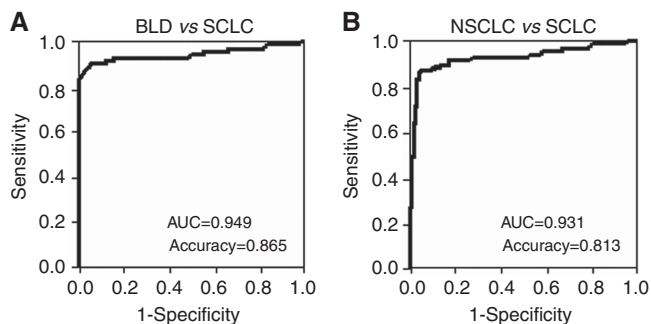 A
BLD vs SCLC
1.0
0.8
0.6
0.4
0.2
0.0
Sensitivity
AUC=0.949
Accuracy=0.865
0.0 0.2 0.4 0.6 0.8 1.0
1-Specificity
B
NSCLC vs SCLC
1.0
0.8
0.6
0.4
0.2
0.0
Sensitivity
AUC=0.931
Accuracy=0.813
0.0 0.2 0.4 0.6 0.8 1.0
1-Specificity